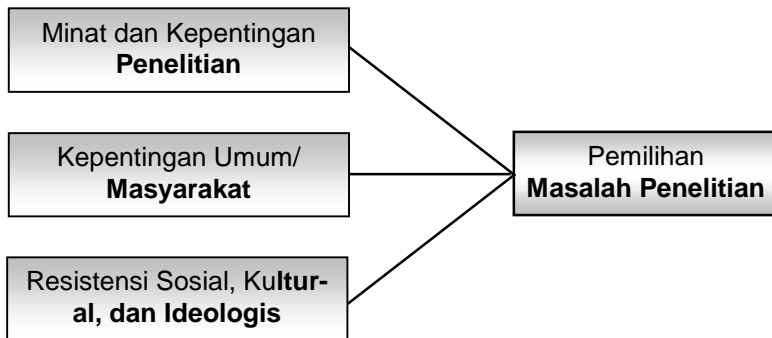 Minat dan Kepentingan
Penelitian
Kepentingan Umum/
Masyarakat
Resistensi Sosial, Kultur-
al, dan Ideologis
Pemilihan
Masalah Penelitian